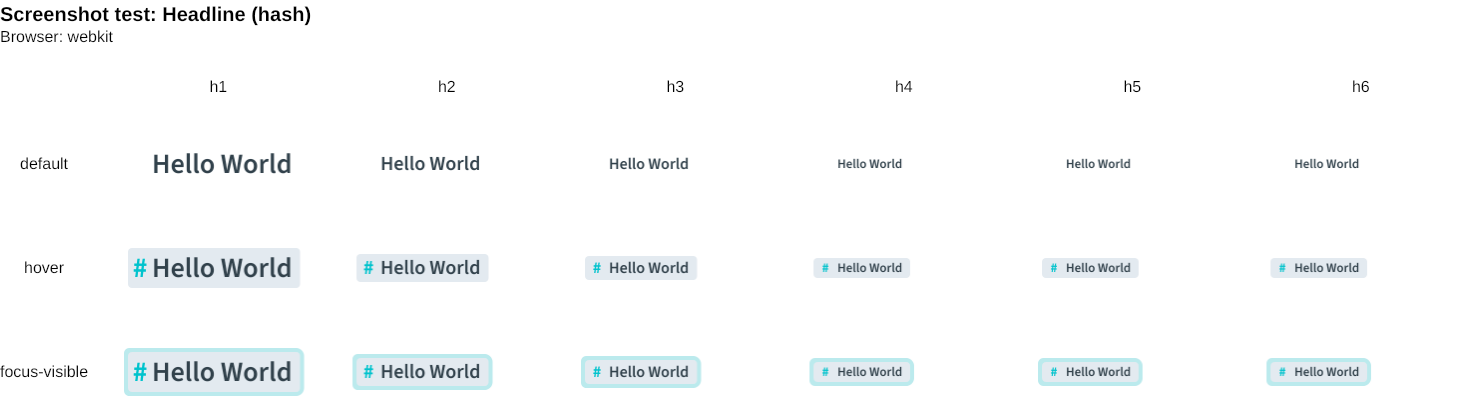 Screenshot test: Headline (hash)
Browser: webkit
h1 h2 h3 h4 h5 h6
default Hello World Hello World Hello World Hello World Hello World Hello World
hover # Hello World # Hello World # Hello World # Hello World # Hello World # Hello World
focus-visible # Hello World # Hello World # Hello World # Hello World # Hello World # Hello World